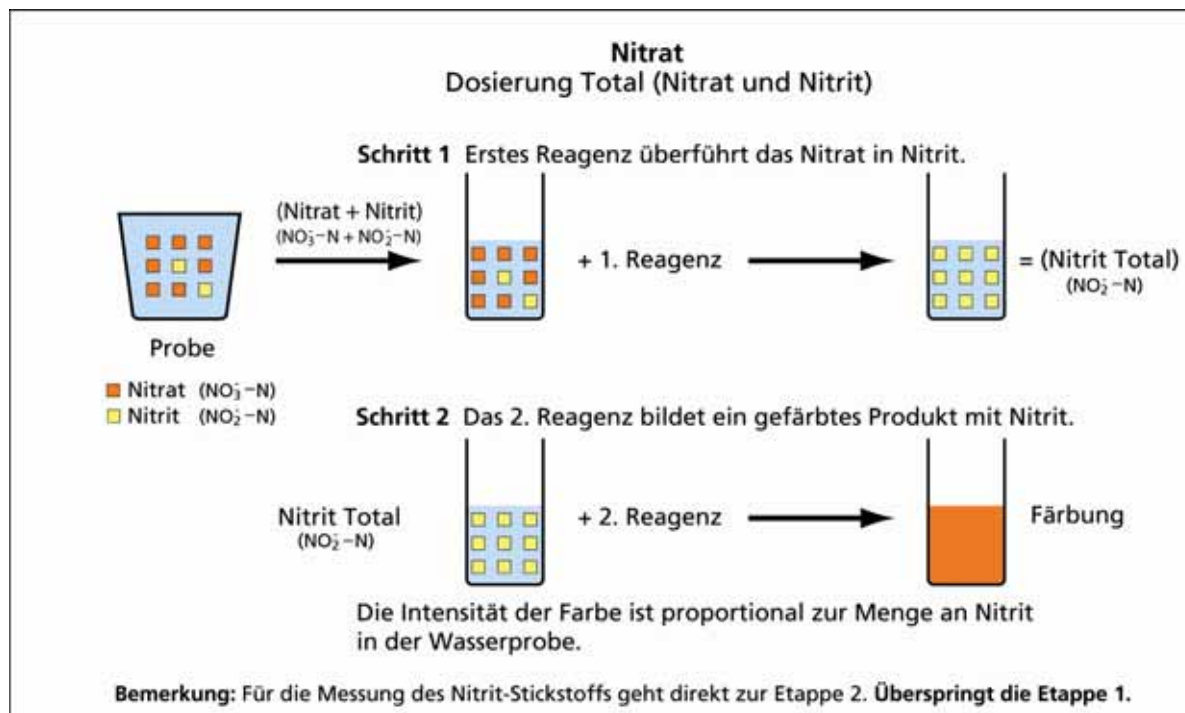 Nitrat
Dosierung Total (Nitrat und Nitrit)
Schritt 1 Erstes Reagenz überführt das Nitrat in Nitrit.
(Nitrat + Nitrit)
(NO₃⁻–N + NO₂⁻–N)
+ 1. Reagenz
= (Nitrit Total)
(NO₂⁻–N)
Probe
Nitrat (NO₃⁻–N)
Nitrit (NO₂⁻–N)
Schritt 2 Das 2. Reagenz bildet ein gefärbtes Produkt mit Nitrit.
Nitrit Total
(NO₂⁻–N)
+ 2. Reagenz
Färbung
Die Intensität der Farbe ist proportional zur Menge an Nitrit
in der Wasserprobe.
Bemerkung: Für die Messung des Nitrit-Stickstoffs geht direkt zur Etappe 2. Überspringt die Etappe 1.